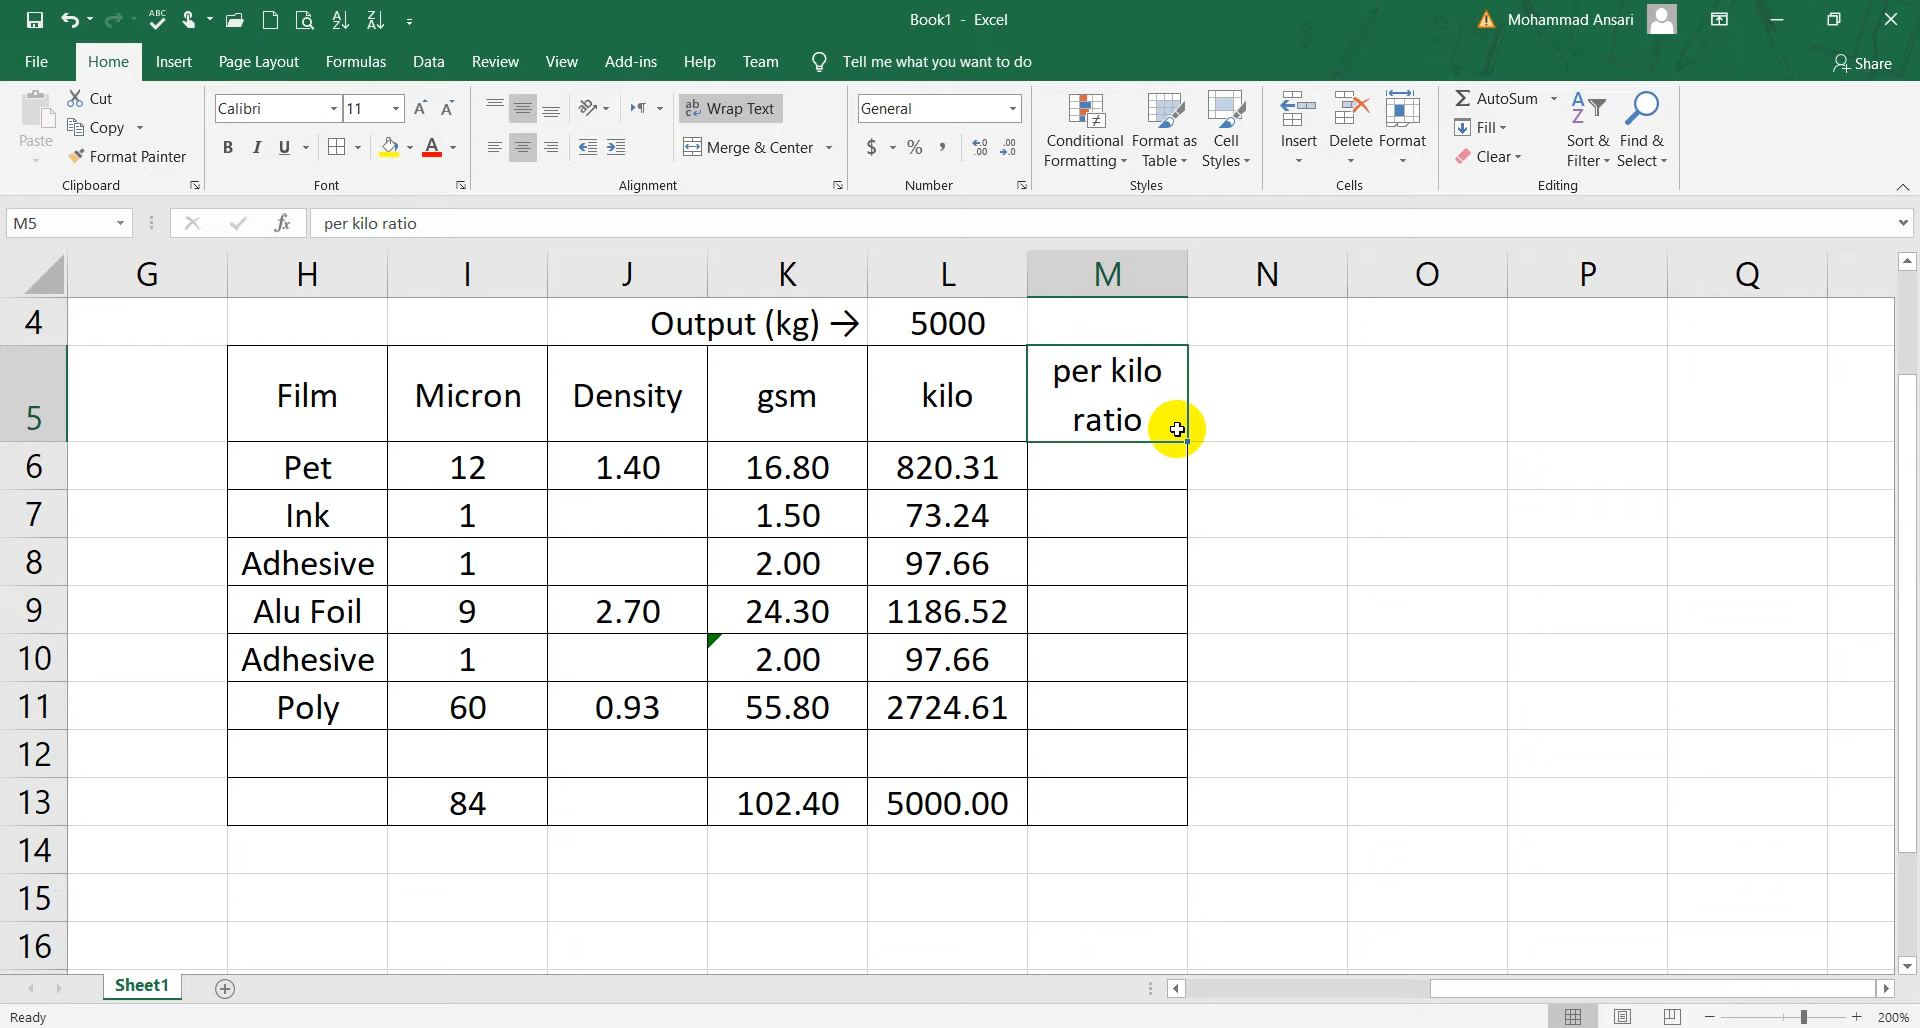 Book1 - Excel
Mohammad Ansari
File Home Insert Page Layout Formulas Data Review View Add-ins Help Team Tell me what you want to do Share
Paste
Cut
Copy
Format Painter
Clipboard
Calibri 11
B I U
Font
Wrap Text
Merge & Center
Alignment
General
$ % ,
Number
Conditional Formatting
Format as Table
Cell Styles
Styles
Insert Delete Format
Cells
AutoSum
Fill
Clear
Sort & Filter
Find & Select
Editing
M5 fx per kilo ratio
G H I J K L M N O P Q
4 Output (kg) → 5000
5 Film Micron Density gsm kilo per kilo ratio
6 Pet 12 1.40 16.80 820.31
7 Ink 1 1.50 73.24
8 Adhesive 1 2.00 97.66
9 Alu Foil 9 2.70 24.30 1186.52
10 Adhesive 1 2.00 97.66
11 Poly 60 0.93 55.80 2724.61
12
13 84 102.40 5000.00
14
15
16
Sheet1
Ready 200%